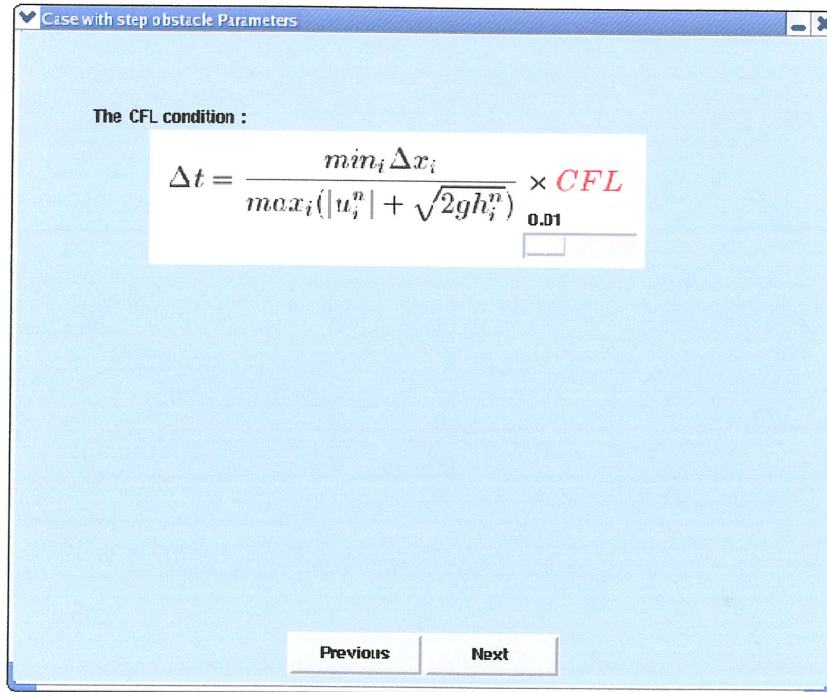 Case with step obstacle Parameters
The CFL condition :
Δt = min_i Δx_i / max_i(|u_i^n| + √(2gh_i^n)) × CFL
0.01
Previous Next